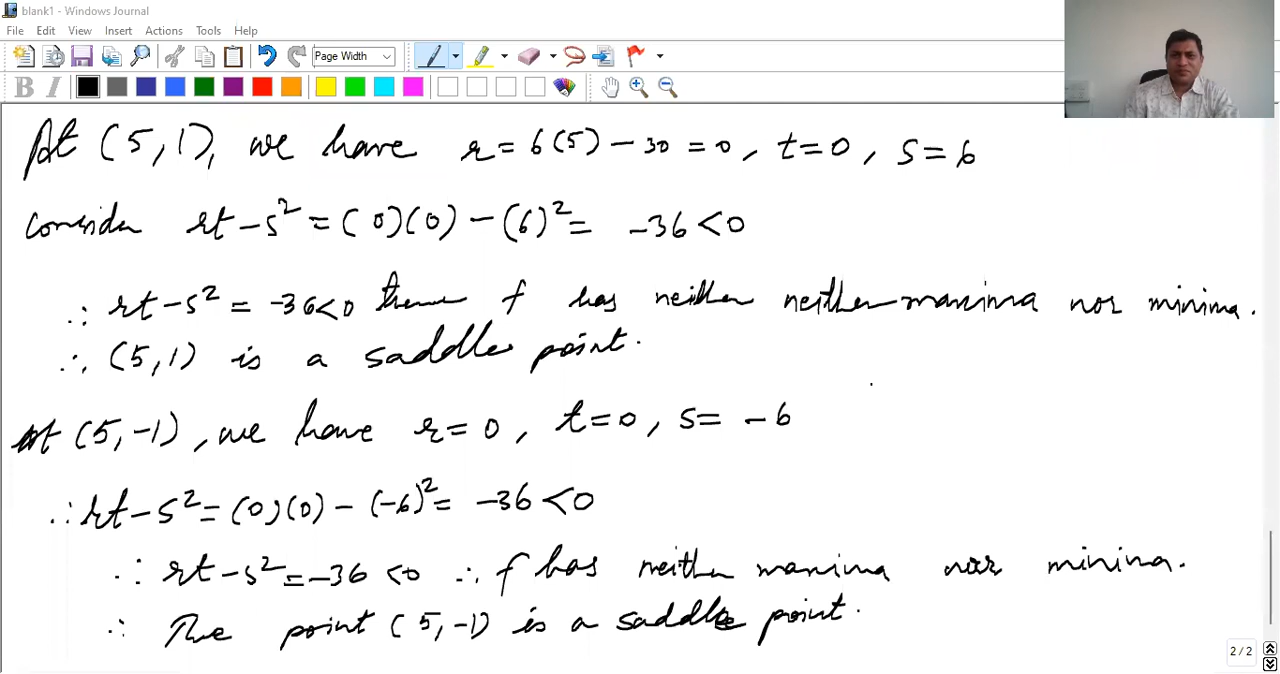 blank1 - Windows Journal
File Edit View Insert Actions Tools Help
Page Width
B I
At (5,1), we have r = 6(5) - 30 = 0, t=0, s=6
Consider rt-s² = (0)(0) - (6)² = -36<0
∴ rt-s² = -36<0 f has neither neither maxima nor minima.
∴ (5,1) is a saddle point.
At (5,-1), we have r=0, t=0, s= -6
∴ rt-s² = (0)(0) - (-6)² = -36 <0
∵ rt-s² = -36 <0 ∴ f has neither maxima nor minima.
∴ The point (5,-1) is a saddle point.
2 / 2